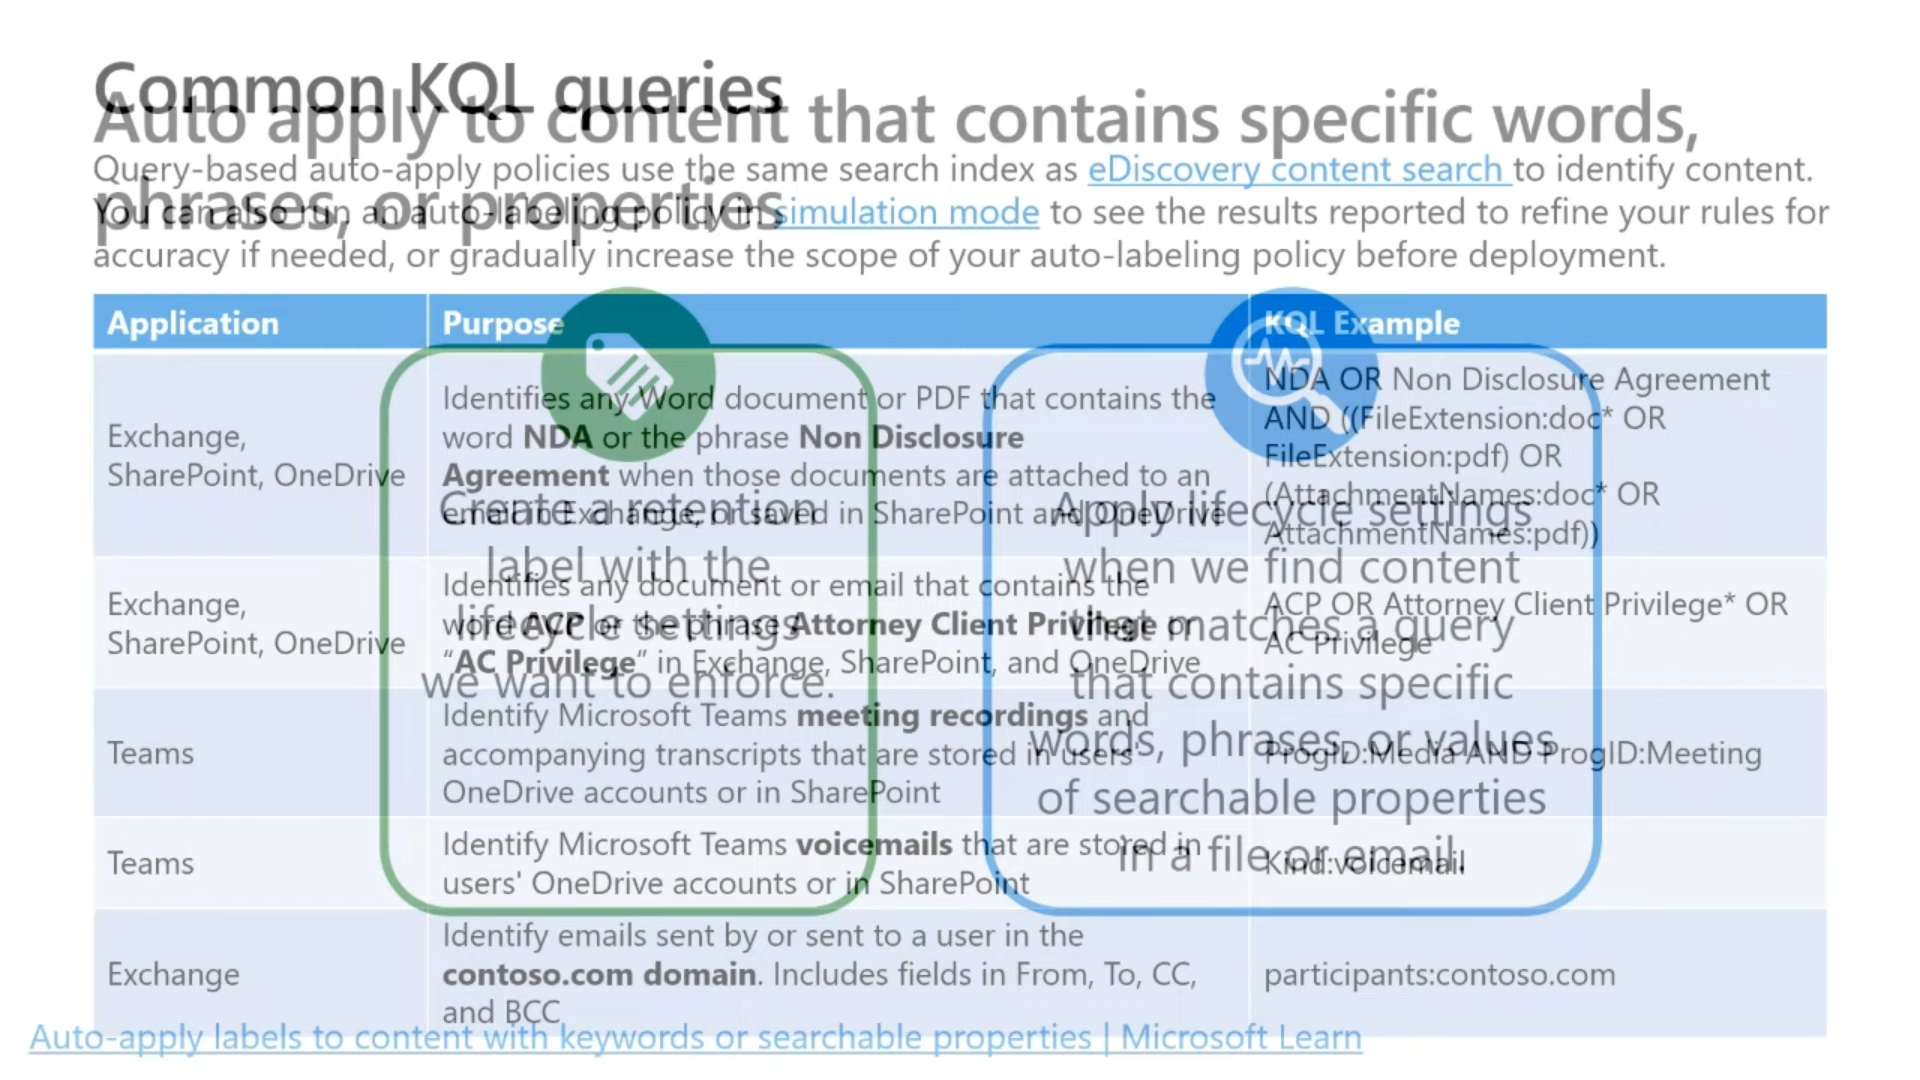 Common KQL queries
Auto apply to content that contains specific words,
phrases, or properties
Query-based auto-apply policies use the same search index as eDiscovery content search to identify content.
You can also run an auto-labeling policy in simulation mode to see the results reported to refine your rules for
accuracy if needed, or gradually increase the scope of your auto-labeling policy before deployment.
Application
Purpose
KQL Example
Exchange,
SharePoint, OneDrive
Identifies any Word document or PDF that contains the
word NDA or the phrase Non Disclosure
Agreement when those documents are attached to an
email in Exchange, or saved in SharePoint and OneDrive
NDA OR Non Disclosure Agreement
AND ((FileExtension:doc* OR
FileExtension:pdf) OR
(AttachmentNames:doc* OR
AttachmentNames:pdf))
Exchange,
SharePoint, OneDrive
Identifies any document or email that contains the
word ACP or the phrase Attorney Client Privilege or
“AC Privilege” in Exchange, SharePoint, and OneDrive
ACP OR Attorney Client Privilege* OR
AC Privilege
Teams
Identify Microsoft Teams meeting recordings and
accompanying transcripts that are stored in users'
OneDrive accounts or in SharePoint
ProgID:Media AND ProgID:Meeting
Teams
Identify Microsoft Teams voicemails that are stored in
users' OneDrive accounts or in SharePoint
Kind:voicemail
Exchange
Identify emails sent by or sent to a user in the
contoso.com domain. Includes fields in From, To, CC,
and BCC
participants:contoso.com
Create a retention
label with the
lifecycle settings
we want to enforce.
Apply lifecycle settings
when we find content
that matches a query
that contains specific
words, phrases, or values
of searchable properties
in a file or email.
Auto-apply labels to content with keywords or searchable properties | Microsoft Learn